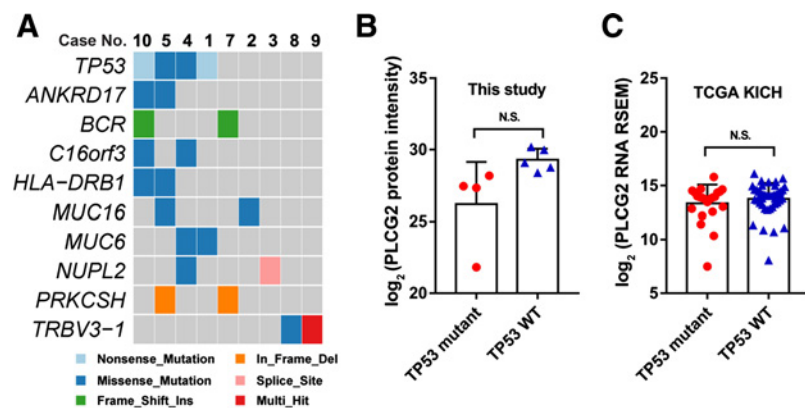 A
Case No. 10 5 4 1 7 2 3 8 9
TP53
ANKRD17
BCR
C16orf3
HLA−DRB1
MUC16
MUC6
NUPL2
PRKCSH
TRBV3−1
Nonsense_Mutation
In_Frame_Del
Missense_Mutation
Splice_Site
Frame_Shift_Ins
Multi_Hit
B
log2 (PLCG2 protein intensity)
35
30
25
20
This study
N.S.
TP53 mutant
TP53 WT
C
log2 (PLCG2 RNA RSEM)
25
20
15
10
5
TCGA KICH
N.S.
TP53 mutant
TP53 WT